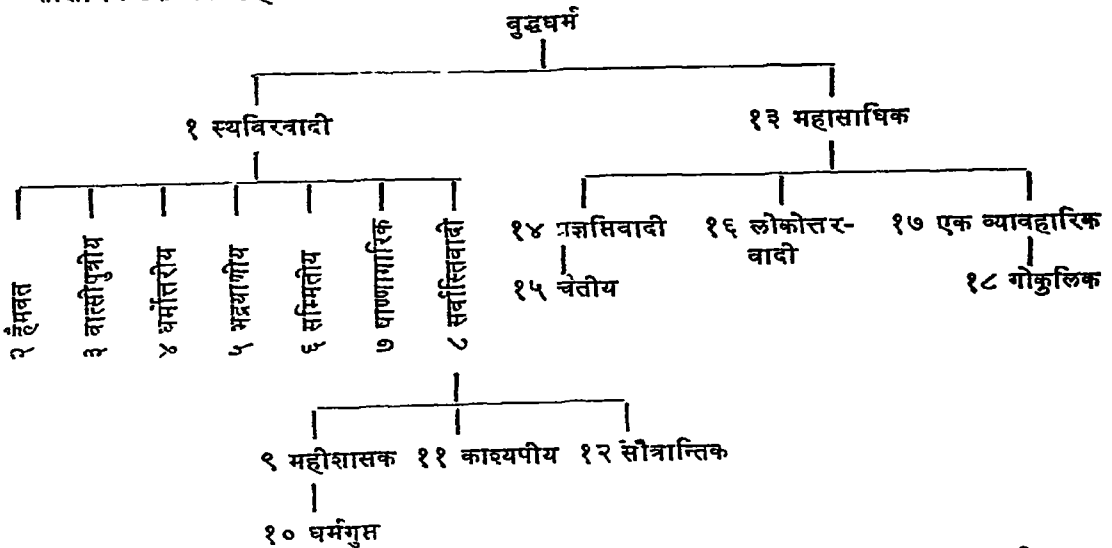 बुद्धधर्म
१ स्थविरवादी
१३ महासाधिक
२ हैमवत
३ वात्सीपुत्रीय
४ धर्मोत्तरीय
५ भद्रयाणीय
६ सम्मितीय
७ षाण्णागारिक
८ सर्वास्तिवादी
१४ प्रज्ञप्तिवादी
१६ लोकोत्तर-
वादी
१७ एक व्यावहारिक
१५ चेतीय
१८ गोकुलिक
९ महीशासक
११ काश्यपीय
१२ सौत्रान्तिक
१० धर्मगुप्त